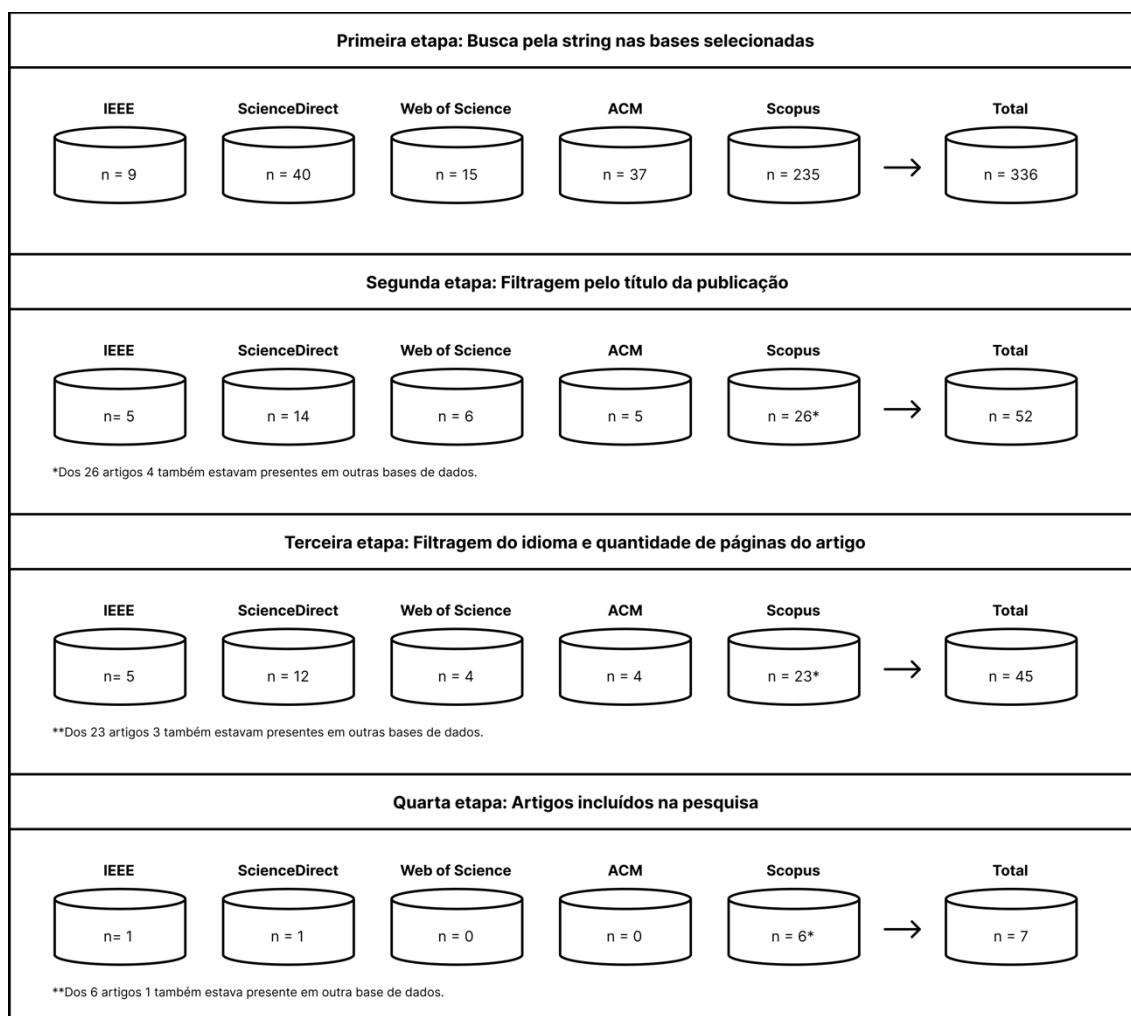 Primeira etapa: Busca pela string nas bases selecionadas
IEEE ScienceDirect Web of Science ACM Scopus Total
n = 9 n = 40 n = 15 n = 37 n = 235 n = 336
Segunda etapa: Filtragem pelo título da publicação
IEEE ScienceDirect Web of Science ACM Scopus Total
n= 5 n = 14 n = 6 n = 5 n = 26* n = 52
*Dos 26 artigos 4 também estavam presentes em outras bases de dados.
Terceira etapa: Filtragem do idioma e quantidade de páginas do artigo
IEEE ScienceDirect Web of Science ACM Scopus Total
n= 5 n = 12 n = 4 n = 4 n = 23* n = 45
**Dos 23 artigos 3 também estavam presentes em outras bases de dados.
Quarta etapa: Artigos incluídos na pesquisa
IEEE ScienceDirect Web of Science ACM Scopus Total
n= 1 n = 1 n = 0 n = 0 n = 6* n = 7
**Dos 6 artigos 1 também estava presente em outra base de dados.